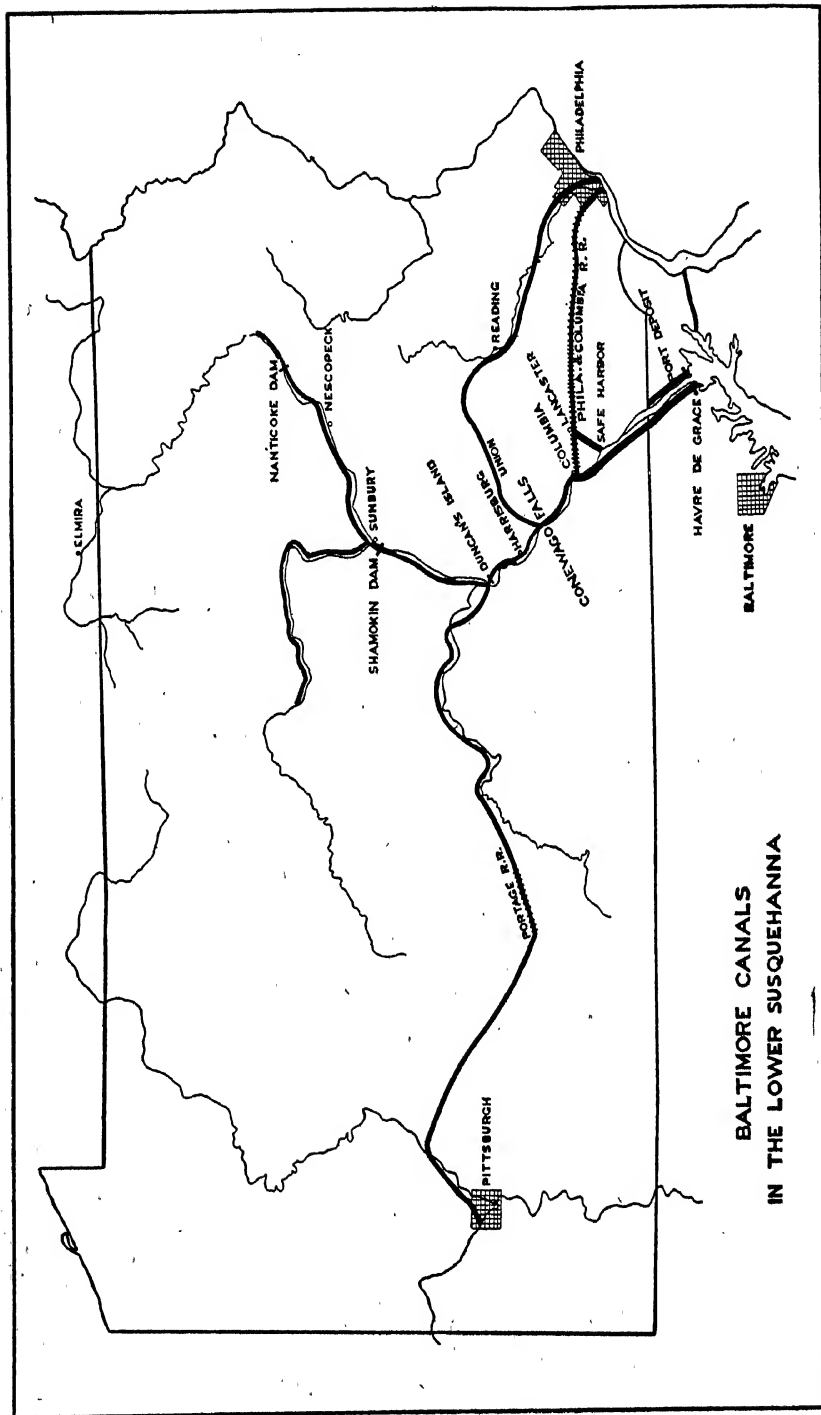 ELMIRA
NANTICOKE DAM
NESCOPECK
SHAMOKIN DAM
SUNBURY
DUNCAN'S ISLAND
HARRISBURG
UNION
CONEWAGO FALLS
READING
PHILADELPHIA
COLUMBIA
LANCASTER
PHILA. & COLUMBIA R. R.
SAFE HARBOR
PORT DEPOSIT
HAVRE DE GRACE
BALTIMORE
PORTAGE R.R.
PITTSBURGH
BALTIMORE CANALS
IN THE LOWER SUSQUEHANNA